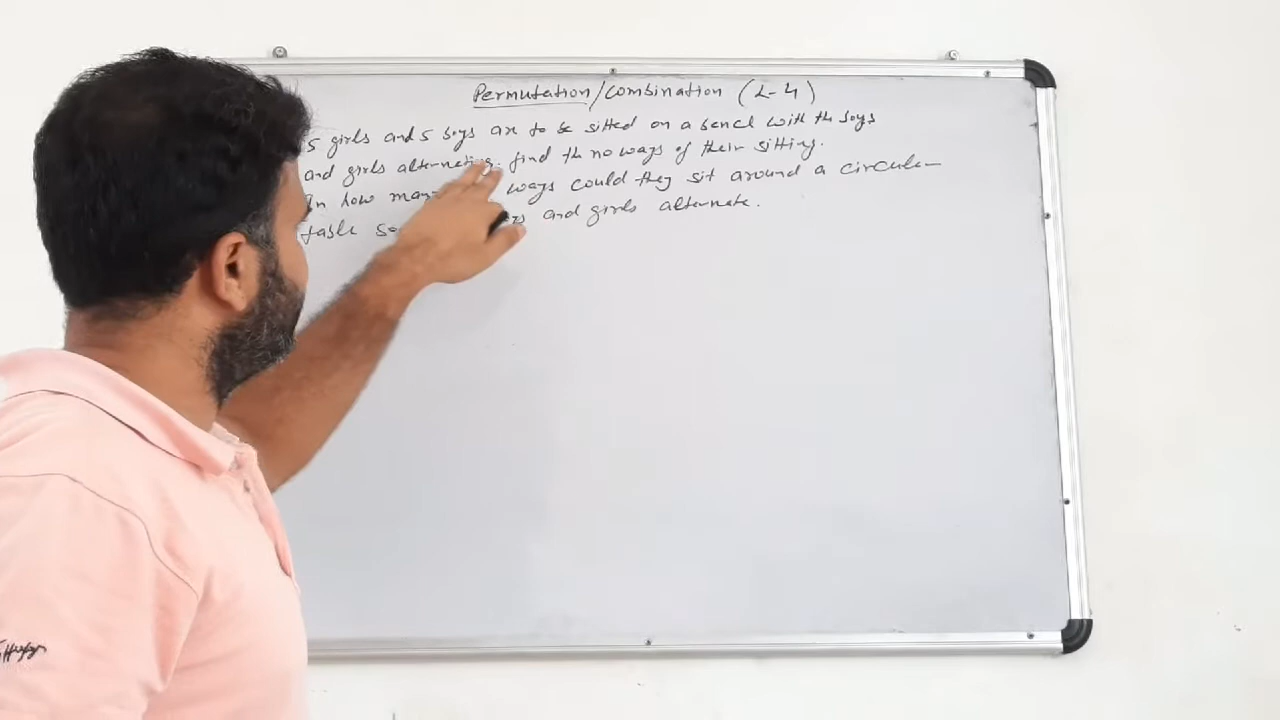 Permutation/Combination (L-4)
5 girls and 5 boys are to be sitted on a bench with the boys
and girls alternating. find the no ways of their sitting.
In how many ways could they sit around a circular
table so and girls alternate.